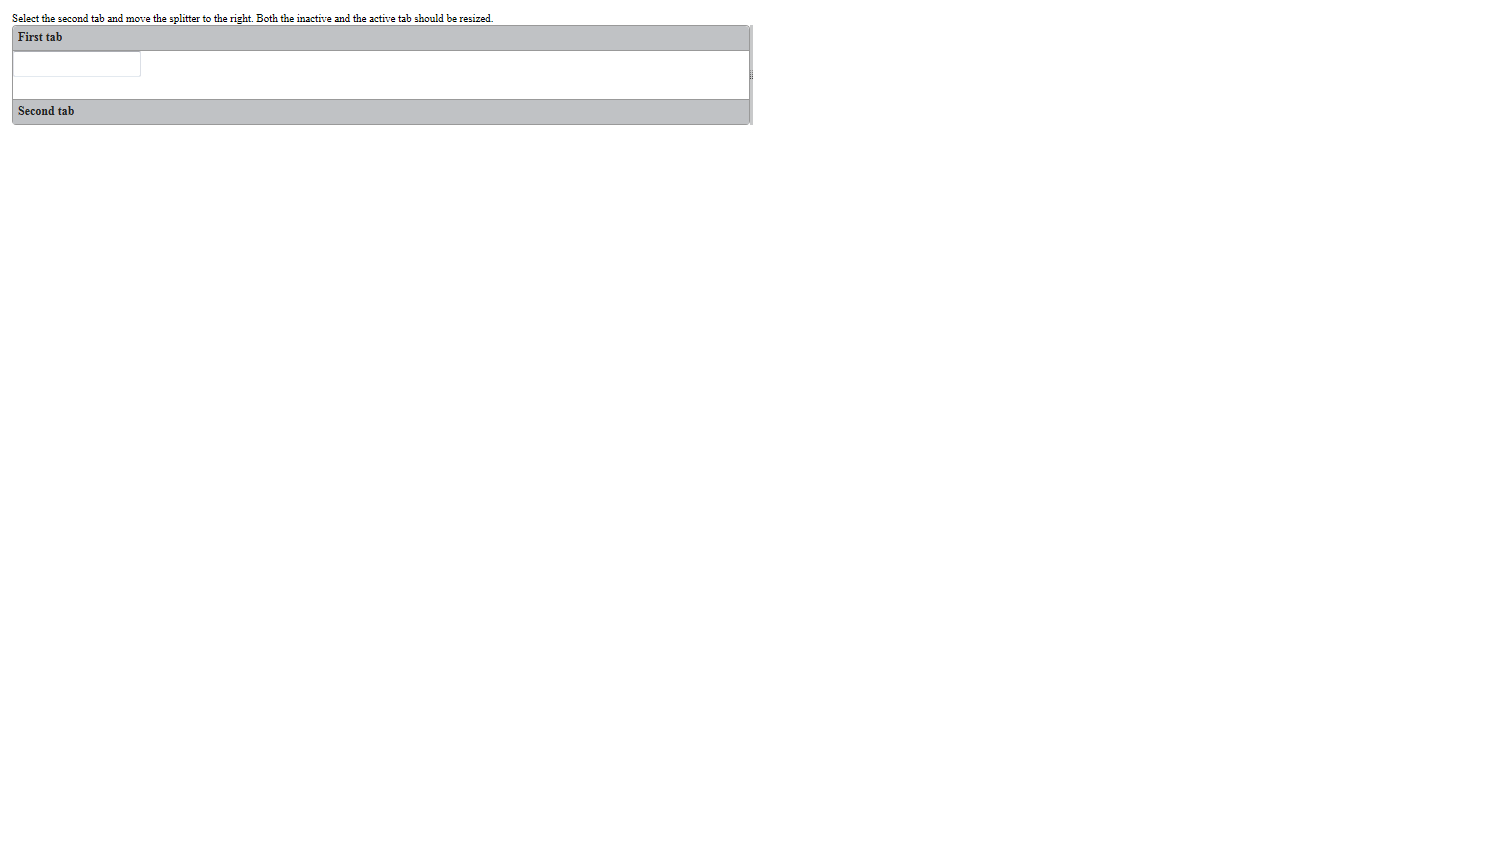 Select the second tab and move the splitter to the right. Both the inactive and the active tab should be resized.
First tab
Second tab